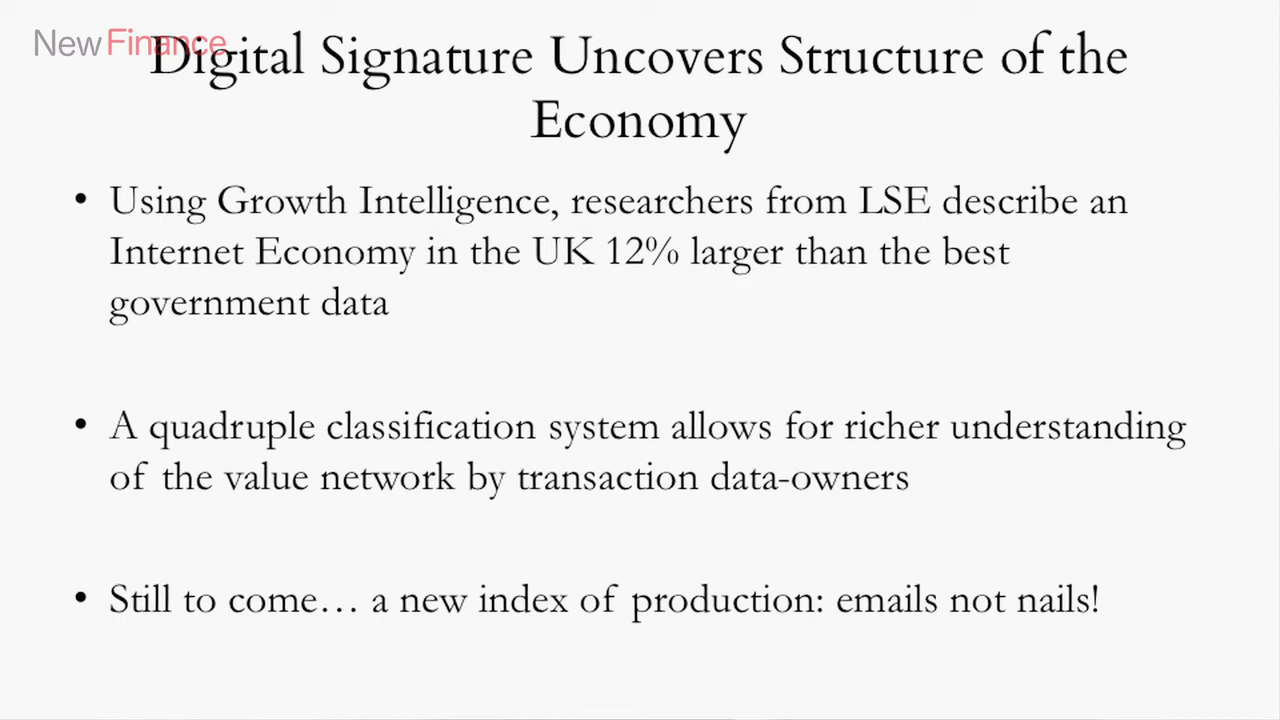 New Finance
Digital Signature Uncovers Structure of the
Economy
• Using Growth Intelligence, researchers from LSE describe an
Internet Economy in the UK 12% larger than the best
government data
• A quadruple classification system allows for richer understanding
of the value network by transaction data-owners
• Still to come… a new index of production: emails not nails!